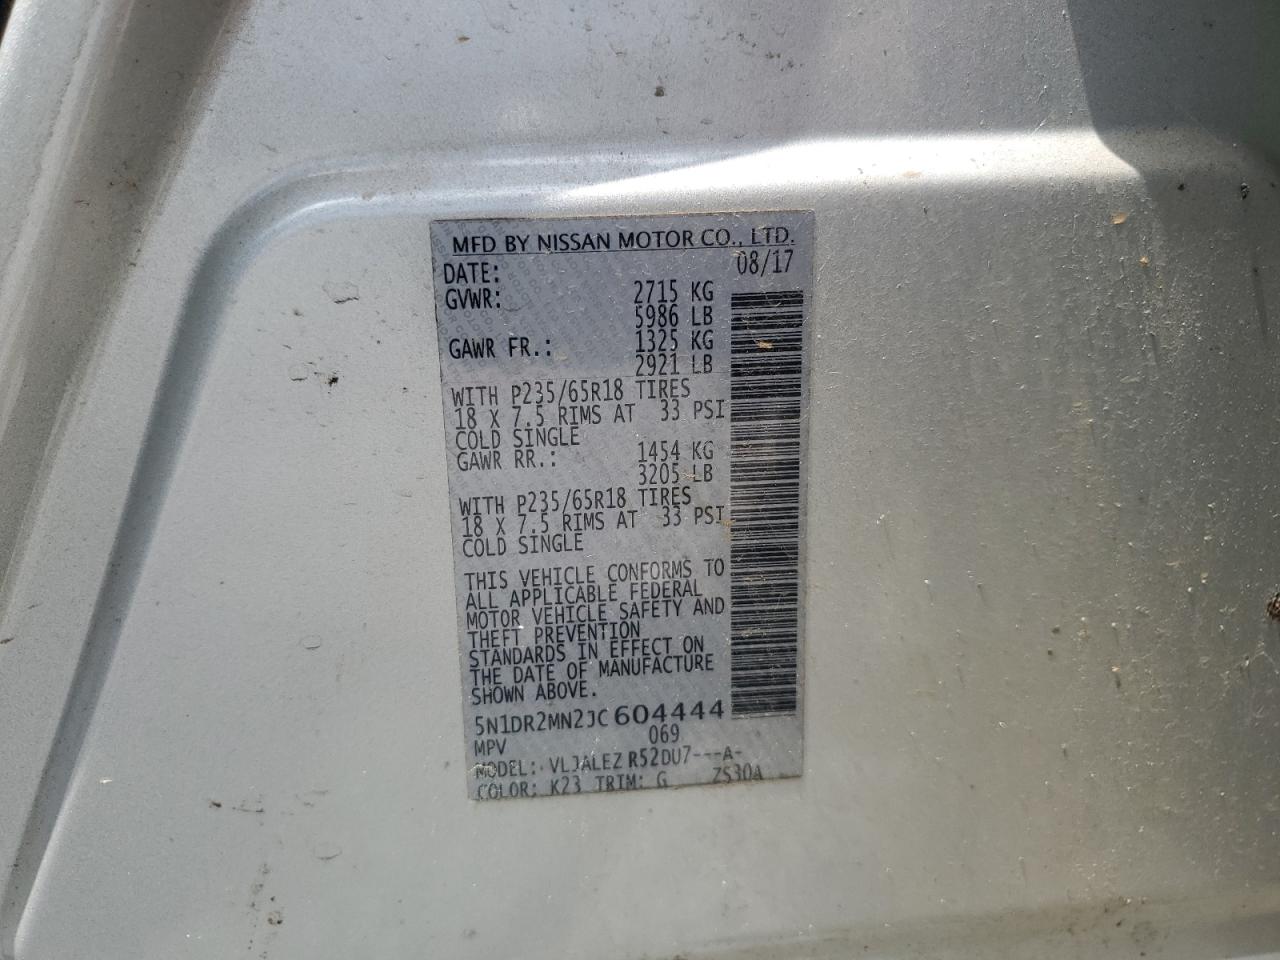 MFD BY NISSAN MOTOR CO., LTD.
DATE: 08/17
GVWR: 2715 KG
5986 LB
GAWR FR.: 1325 KG
2921 LB
WITH P235/65R18 TIRES
18 X 7.5 RIMS AT 33 PSI
COLD SINGLE
GAWR RR.: 1454 KG
3205 LB
WITH P235/65R18 TIRES
18 X 7.5 RIMS AT 33 PSI
COLD SINGLE
THIS VEHICLE CONFORMS TO
ALL APPLICABLE FEDERAL
MOTOR VEHICLE SAFETY AND
THEFT PREVENTION
STANDARDS IN EFFECT ON
THE DATE OF MANUFACTURE
SHOWN ABOVE.
5N1DR2MN2JC604444
MPV 069
MODEL: VLJALEZ R52DU7---A-
COLOR: K23 TRIM: G ZS30A